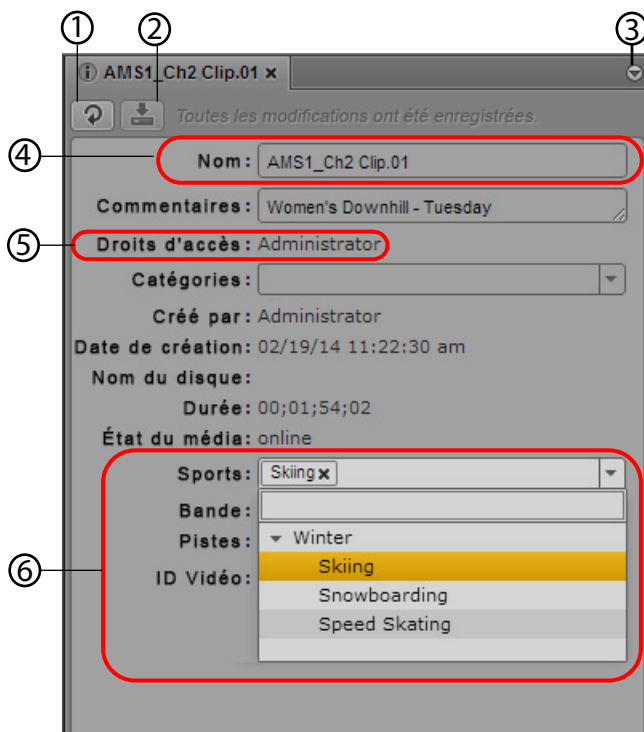 1 2 3
AMS1_Ch2 Clip.01 x
Toutes les modifications ont été enregistrées.
4 Nom: AMS1_Ch2 Clip.01
Commentaires: Women's Downhill - Tuesday
5 Droits d'accès: Administrator
Catégories:
Créé par: Administrator
Date de création: 02/19/14 11:22:30 am
Nom du disque:
Durée: 00;01;54;02
État du média: online
Sports: Skiing x
Bande:
Pistes: Winter
6 ID Vidéo: Skiing
Snowboarding
Speed Skating